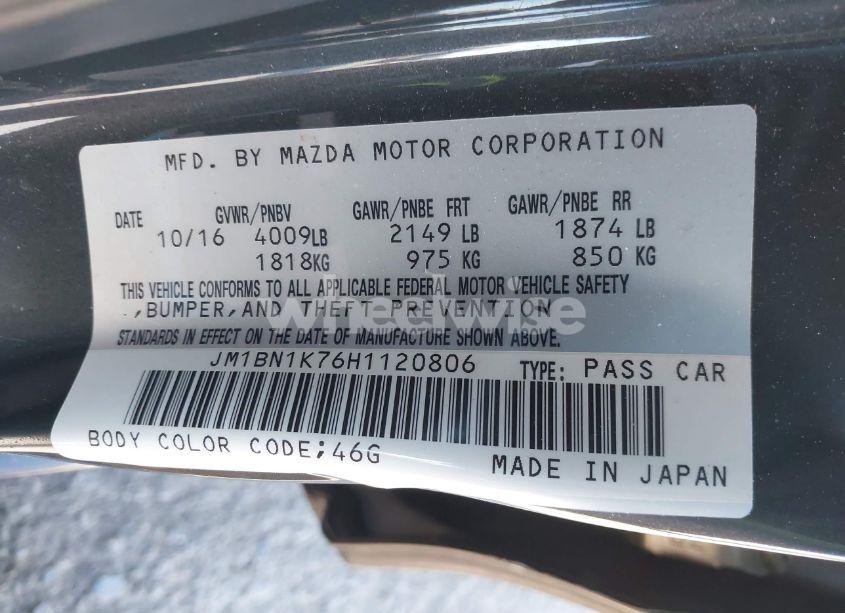 MFD. BY MAZDA MOTOR CORPORATION
DATE GVWR/PNBV GAWR/PNBE FRT GAWR/PNBE RR
10/16 4009LB 2149 LB 1874 LB
1818KG 975 KG 850 KG
THIS VEHICLE CONFORMS TO ALL APPLICABLE FEDERAL MOTOR VEHICLE SAFETY
,BUMPER,AND THEFT PREVENTION
wheelwise
STANDARDS IN EFFECT ON THE DATE OF MANUFACTURE SHOWN ABOVE.
JM1BN1K76H1120806 TYPE: PASS CAR
BODY COLOR CODE;46G
MADE IN JAPAN